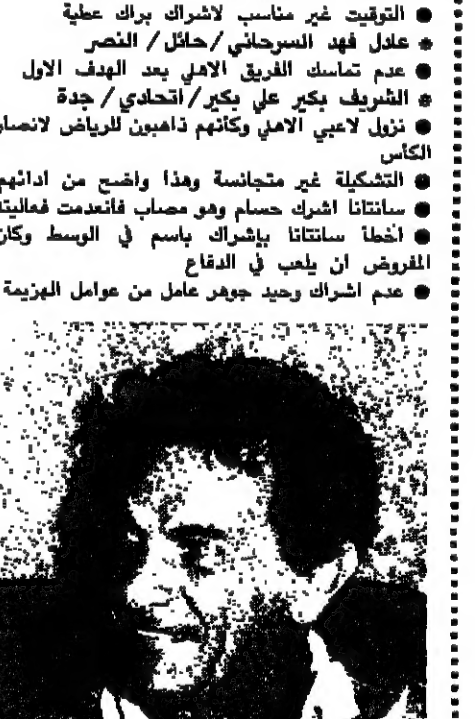 ● التوقيت غير مناسب لاشراك براك عطية
* عادل فهد السرحاني/حائل/النصر
● عدم تماسك الفريق الاهلي بعد الهدف الاول
* الشريف بكير علي بكير/اتحادي/جدة
● نزول لاعبي الاهلي وكأنهم ذاهبون للرياض لانصار
الكأس
● التشكيلة غير متجانسة وهذا واضح من ادائهم
● سانتانا اشرك حسام وهو مصاب فأنعدمت فعاليته
● اخطأ سانتانا بإشراك باسم في الوسط وكان
المفروض ان يلعب في الدفاع
● عدم اشراك وحيد جوهر عامل من عوامل الهزيمة